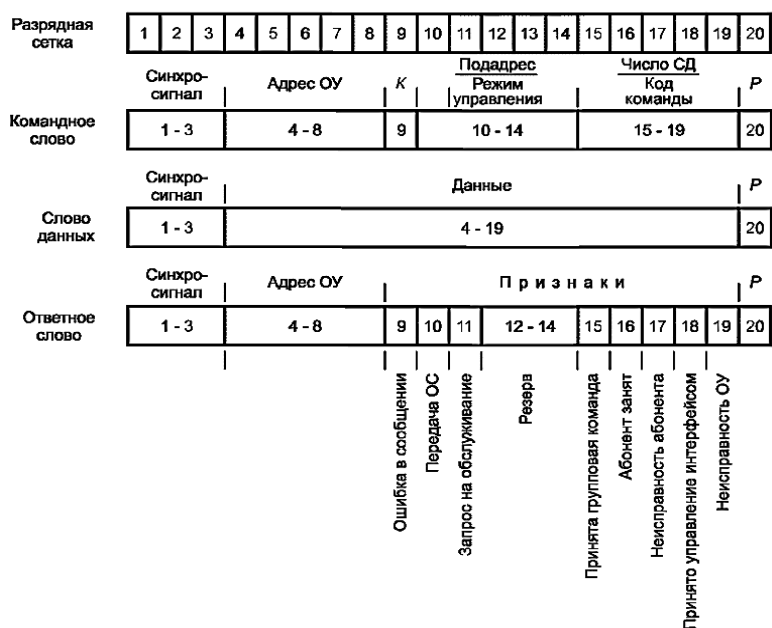 Разрядная сетка 1 2 3 4 5 6 7 8 9 10 11 12 13 14 15 16 17 18 19 20
Синхро-
сигнал
Адрес ОУ
К
Подадрес
Режим
управления
Число СД
Код
команды
Р
Командное
слово
1 - 3 4 - 8 9 10 - 14 15 - 19 20
Синхро-
сигнал
Данные
Р
Слово
данных
1 - 3 4 - 19 20
Синхро-
сигнал
Адрес ОУ
Признаки
Р
Ответное
слово
1 - 3 4 - 8 9 10 11 12 - 14 15 16 17 18 19 20
Ошибка в сообщении
Передача ОС
Запрос на обслуживание
Резерв
Принята групповая команда
Абонент занят
Неисправность абонента
Принято управление интерфейсом
Неисправность ОУ